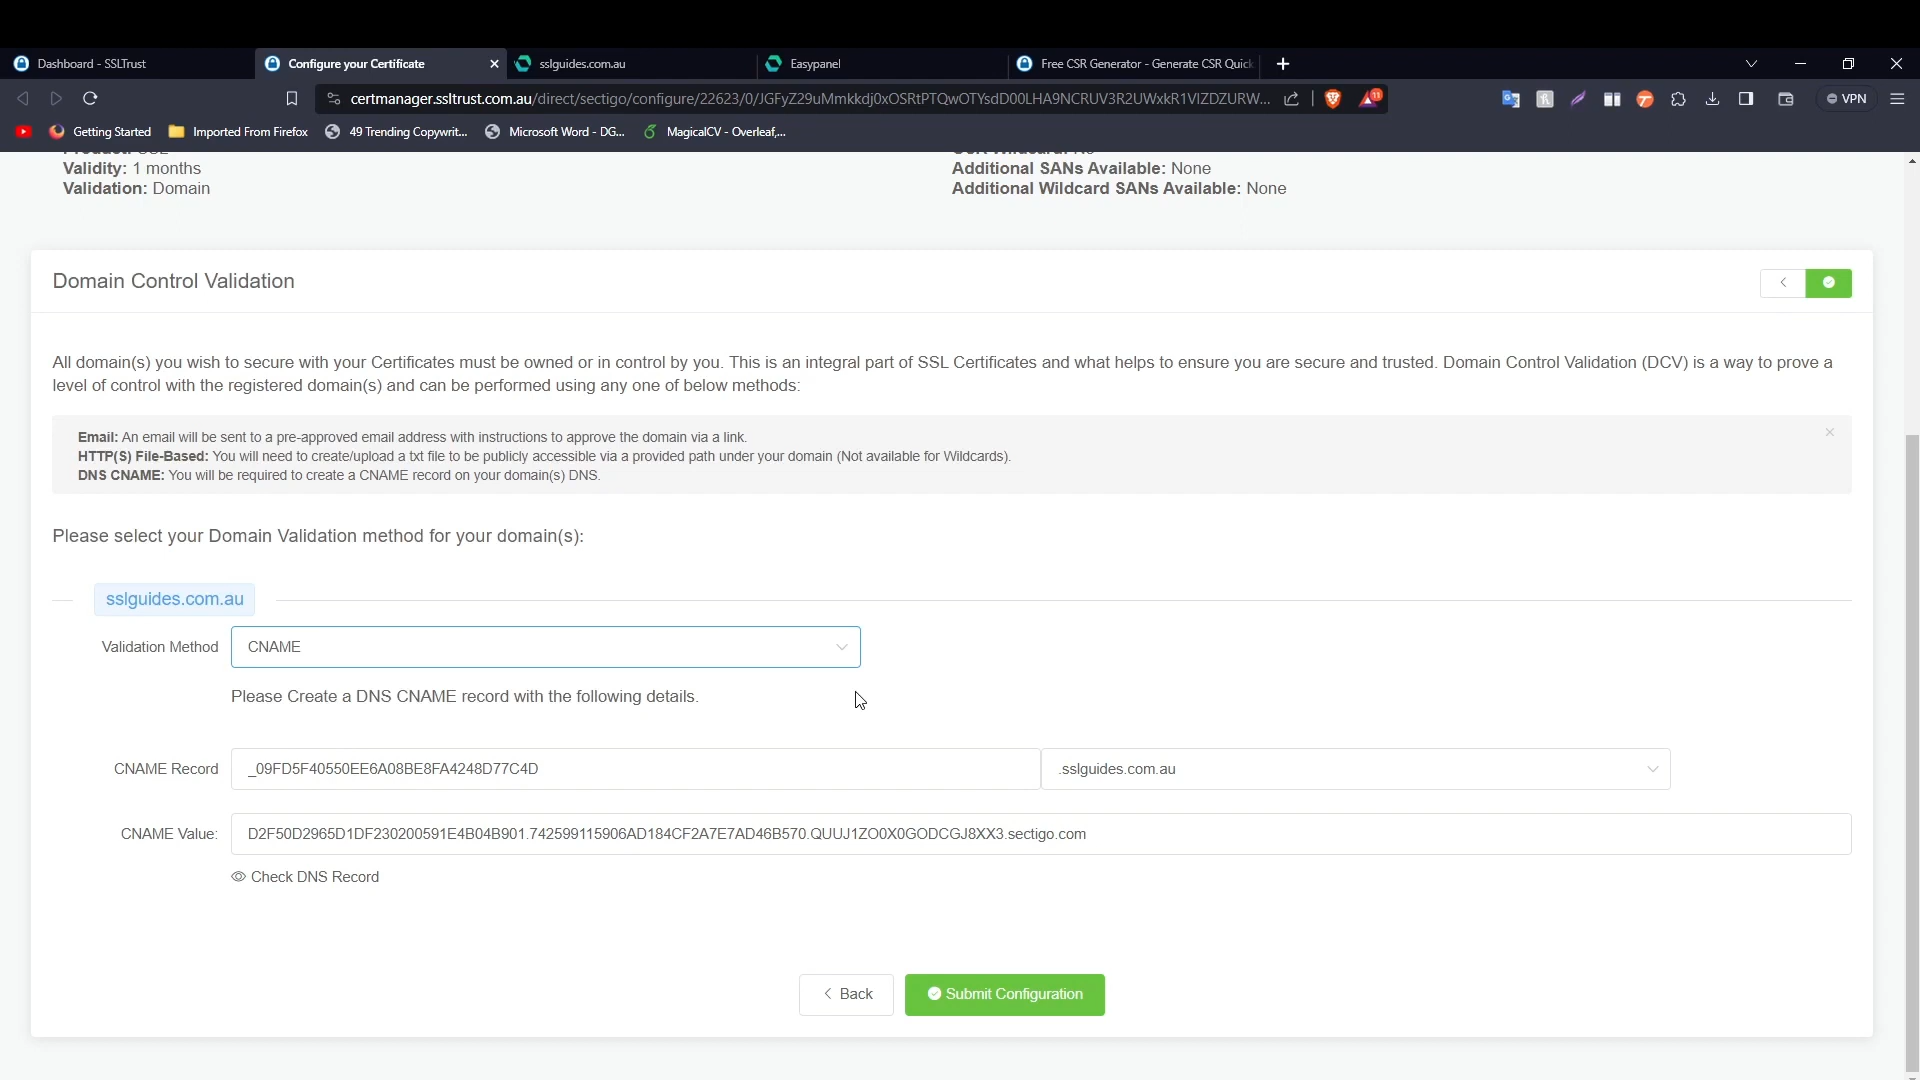 Dashboard - SSLTrust
Configure your Certificate
sslguides.com.au
Easypanel
Free CSR Generator - Generate CSR Quick
certmanager.ssltrust.com.au/direct/sectigo/configure/22623/0/JGFyZ29uMmkkdj0xOSRtPTQwOTYsdD00LHA9NCRUV3R2UWxkR1VIZDZURW...
11
VPN
Getting Started
Imported From Firefox
49 Trending Copywrit...
Microsoft Word - DG...
MagicalCV - Overleaf,...
Validity: 1 months
Validation: Domain
Additional SANs Available: None
Additional Wildcard SANs Available: None
Domain Control Validation
All domain(s) you wish to secure with your Certificates must be owned or in control by you. This is an integral part of SSL Certificates and what helps to ensure you are secure and trusted. Domain Control Validation (DCV) is a way to prove a
level of control with the registered domain(s) and can be performed using any one of below methods:
Email: An email will be sent to a pre-approved email address with instructions to approve the domain via a link.
HTTP(S) File-Based: You will need to create/upload a txt file to be publicly accessible via a provided path under your domain (Not available for Wildcards).
DNS CNAME: You will be required to create a CNAME record on your domain(s) DNS.
Please select your Domain Validation method for your domain(s):
sslguides.com.au
Validation Method
CNAME
Please Create a DNS CNAME record with the following details.
CNAME Record
_09FD5F40550EE6A08BE8FA4248D77C4D
.sslguides.com.au
CNAME Value:
D2F50D2965D1DF230200591E4B04B901.742599115906AD184CF2A7E7AD46B570.QUUJ1ZO0X0GODCGJ8XX3.sectigo.com
Check DNS Record
Back
Submit Configuration